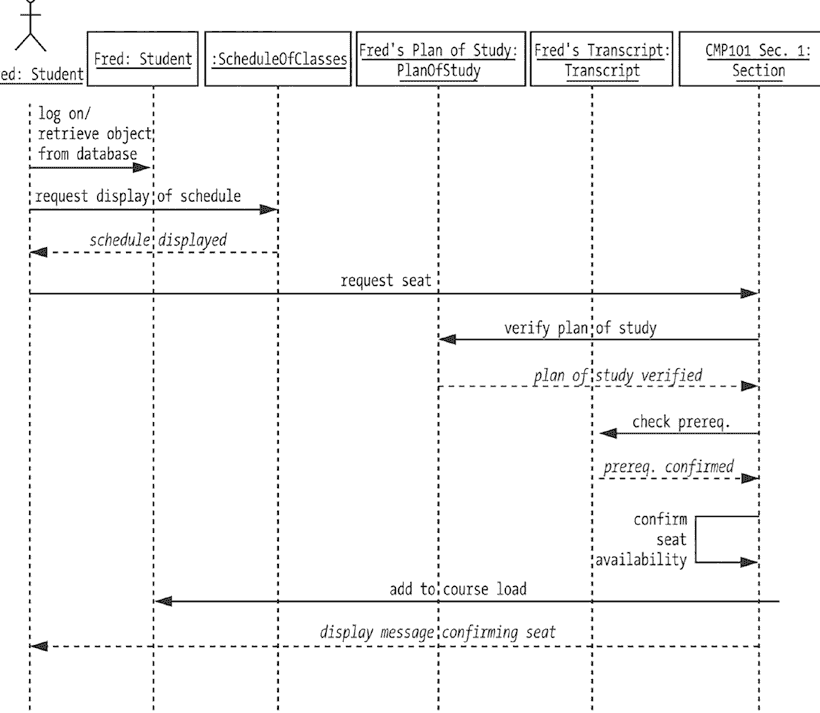 Fred: Student
:ScheduleOfClasses
Fred's Plan of Study:
PlanOfStudy
Fred's Transcript:
Transcript
CMP101 Sec. 1:
Section
ed: Student
log on/
retrieve object
from database
request display of schedule
schedule displayed
request seat
verify plan of study
plan of study verified
check prereq.
prereq. confirmed
confirm
seat
availability
add to course load
display message confirming seat